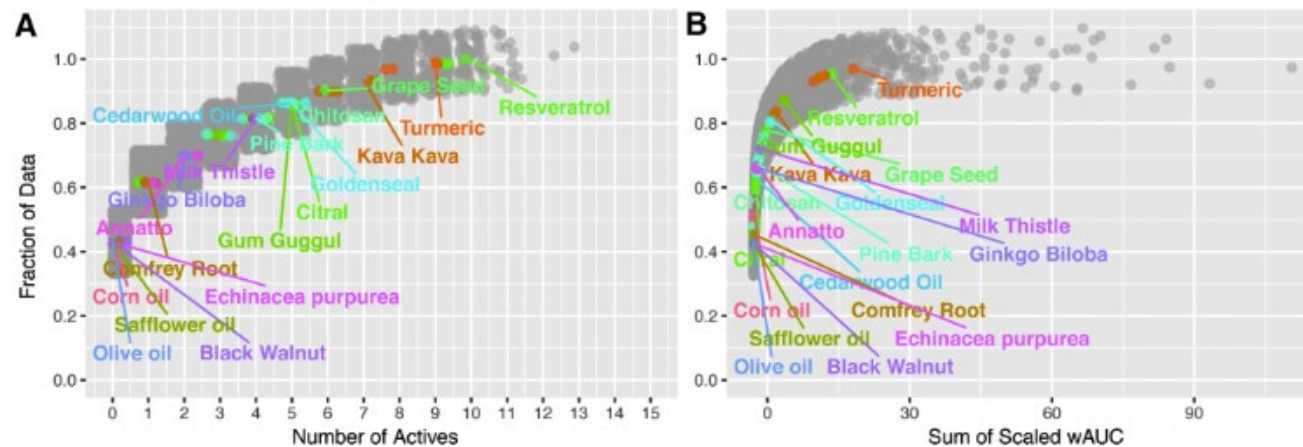 A
B
Fraction of Data
1.0
0.8
0.6
0.4
0.2
0.0
Cedarwood Oil
Chitosan
Grape Seed
Resveratrol
Turmeric
Pine Bark
Kava Kava
Milk Thistle
Goldenseal
Ginkgo Biloba
Citral
Annatto
Gum Guggul
Comfrey Root
Corn oil
Echinacea purpurea
Safflower oil
Olive oil
Black Walnut
0 1 2 3 4 5 6 7 8 9 10 11 12 13 14 15
Number of Actives
1.0
0.8
0.6
0.4
0.2
0.0
Turmeric
Resveratrol
Gum Guggul
Kava Kava
Grape Seed
Chitosan
Goldenseal
Milk Thistle
Annatto
Pine Bark
Ginkgo Biloba
Citral
Cedarwood Oil
Corn oil
Comfrey Root
Safflower oil
Echinacea purpurea
Olive oil
Black Walnut
0 30 60 90
Sum of Scaled wAUC